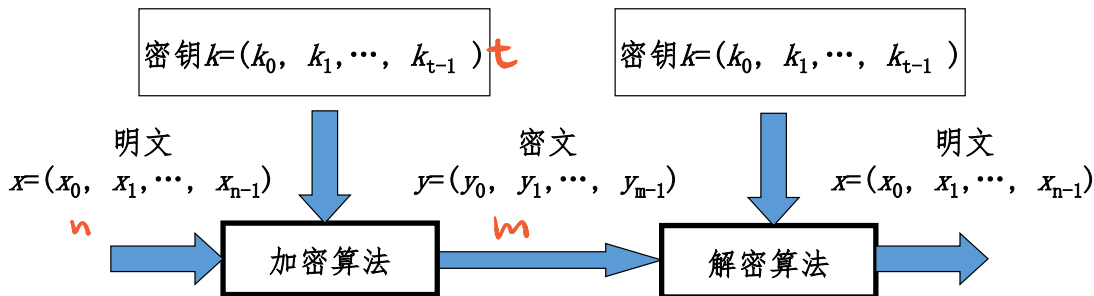 密钥k=(k0, k1,…, kt-1 ) t
密钥k=(k0, k1,…, kt-1 )
明文
x=(x0, x1,…, xn-1)
n
密文
y=(y0, y1,…, ym-1)
m
明文
x=(x0, x1,…, xn-1)
加密算法
解密算法